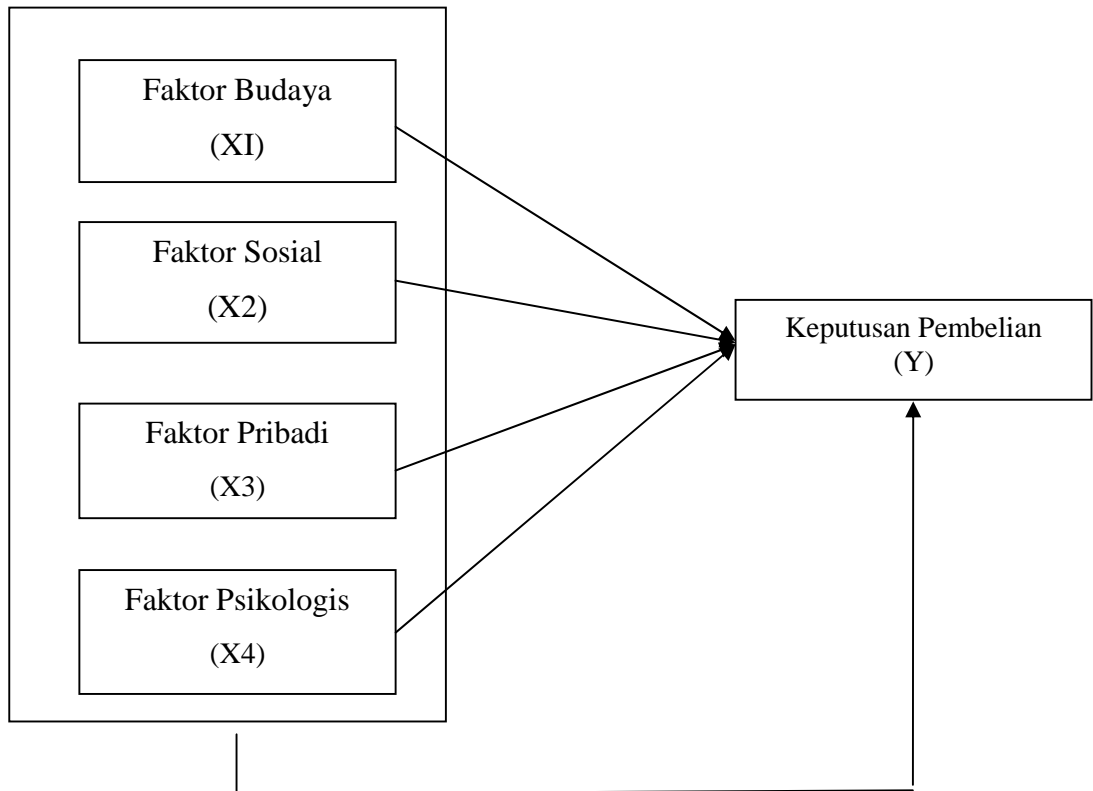 Faktor Budaya
(XI)
Faktor Sosial
(X2)
Faktor Pribadi
(X3)
Faktor Psikologis
(X4)
Keputusan Pembelian
(Y)